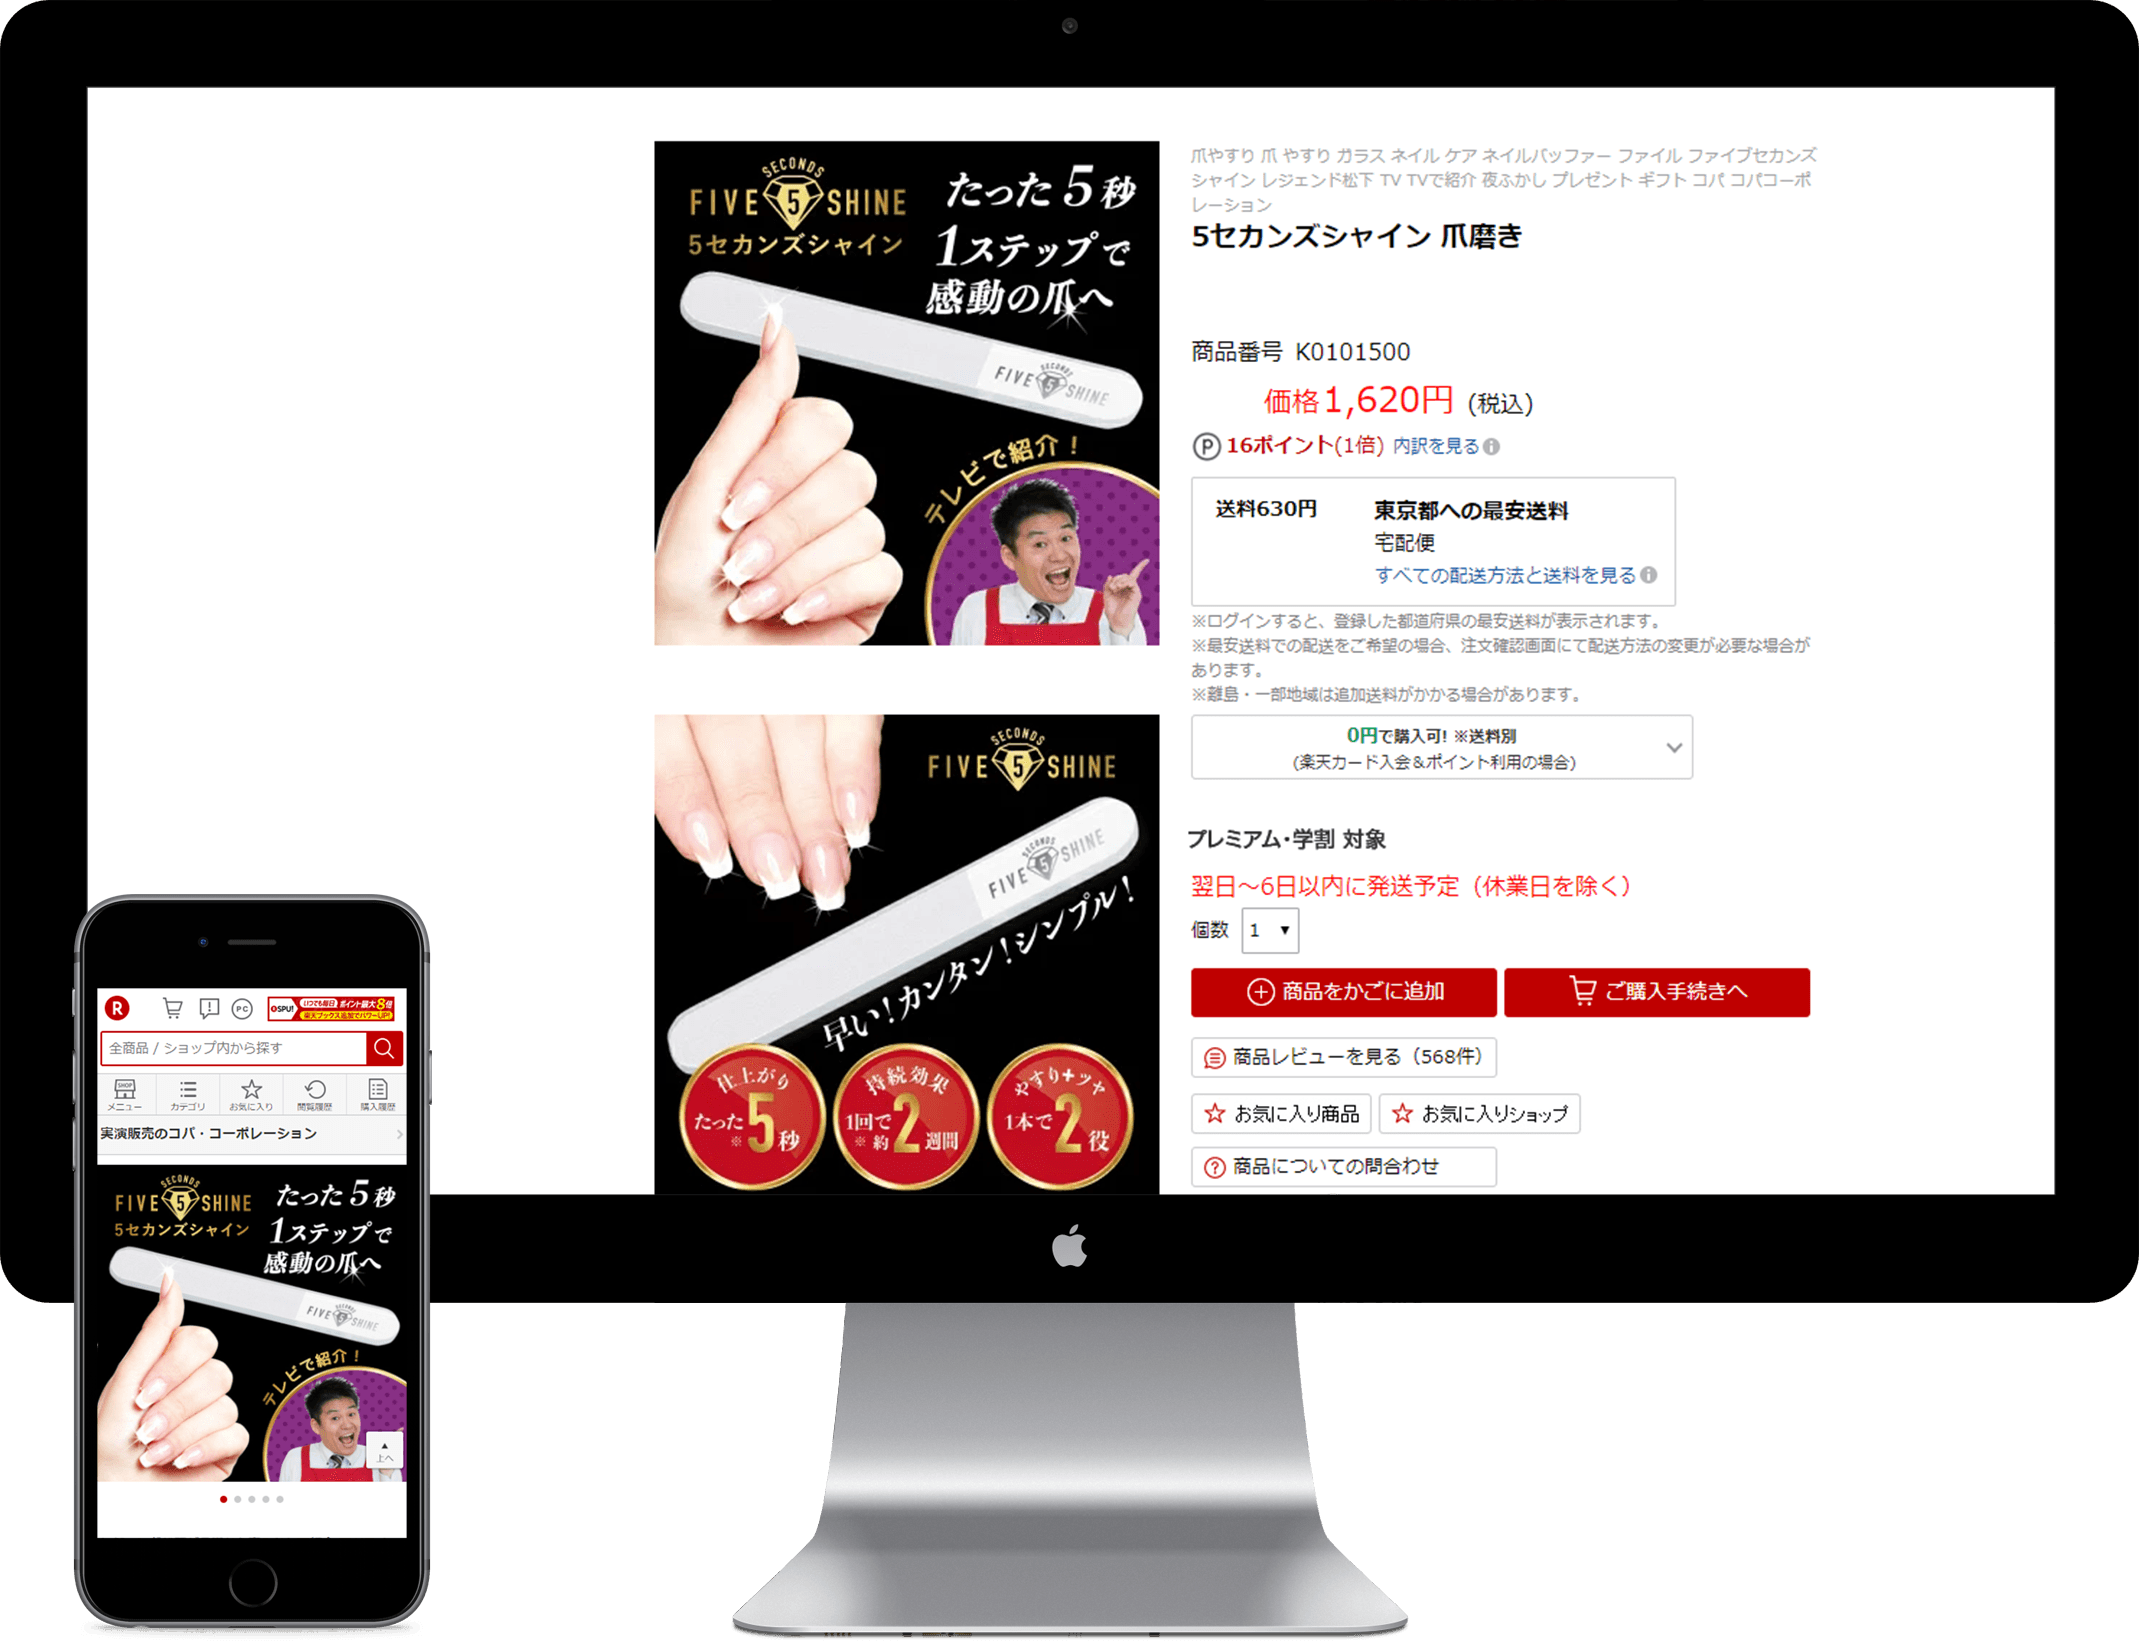 SECONDS
FIVE 5 SHINE
5セカンズシャイン
たった5秒
1ステップで
感動の爪へ
SECONDS
FIVE 5 SHINE
テレビで紹介!
爪やすり 爪 やすり ガラス ネイル ケア ネイルバッファー ファイル ファイブセカンズ
シャイン レジェンド松下 TV TVで紹介 夜ふかし プレゼント ギフト コパ コパコーポ
レーション
5セカンズシャイン 爪磨き
商品番号 K0101500
価格1,620円 (税込)
P 16ポイント(1倍) 内訳を見る i
送料630円 東京都への最安送料
宅配便
すべての配送方法と送料を見る i
※ログインすると、登録した都道府県の最安送料が表示されます。
※最安送料での配送をご希望の場合、注文確認画面にて配送方法の変更が必要な場合が
あります。
※離島・一部地域は追加送料がかかる場合があります。
0円で購入可! ※送料別
(楽天カード入会&ポイント利用の場合)
プレミアム・学割 対象
翌日~6日以内に発送予定(休業日を除く)
個数 1
商品をかごに追加 ご購入手続きへ
商品レビューを見る(568件)
お気に入り商品 お気に入りショップ
商品についての問合わせ
SECONDS
FIVE 5 SHINE
SECONDS
FIVE 5 SHINE
早い!カンタン!シンプル!
仕上がり
たった
※
5秒
持続効果
1回で
※約
2週間
やすり+ツヤ
1本で
2役
R
PC
SPU!
いつでも毎日 ポイント最大8倍
楽天ブックス追加でパワーUP!
全商品 / ショップ内から探す
SHOP
メニュー カテゴリ お気に入り 閲覧履歴 購入履歴
実演販売のコパ・コーポレーション
SECONDS
FIVE 5 SHINE
5セカンズシャイン
たった5秒
1ステップで
感動の爪へ
SECONDS
FIVE 5 SHINE
テレビで紹介!
上へ